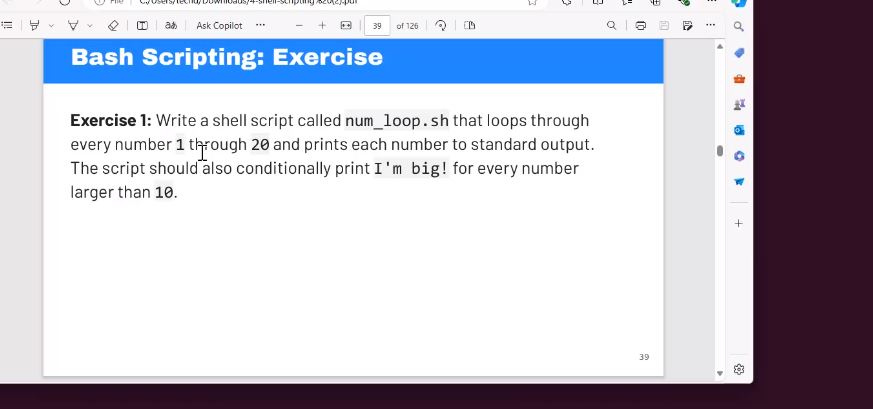 File
C:/Users/techd/Downloads/4-shell-scripting%20(2).pdf
Ask Copilot
39 of 126
Bash Scripting: Exercise
Exercise 1: Write a shell script called num_loop.sh that loops through
every number 1 through 20 and prints each number to standard output.
The script should also conditionally print I'm big! for every number
larger than 10.
39